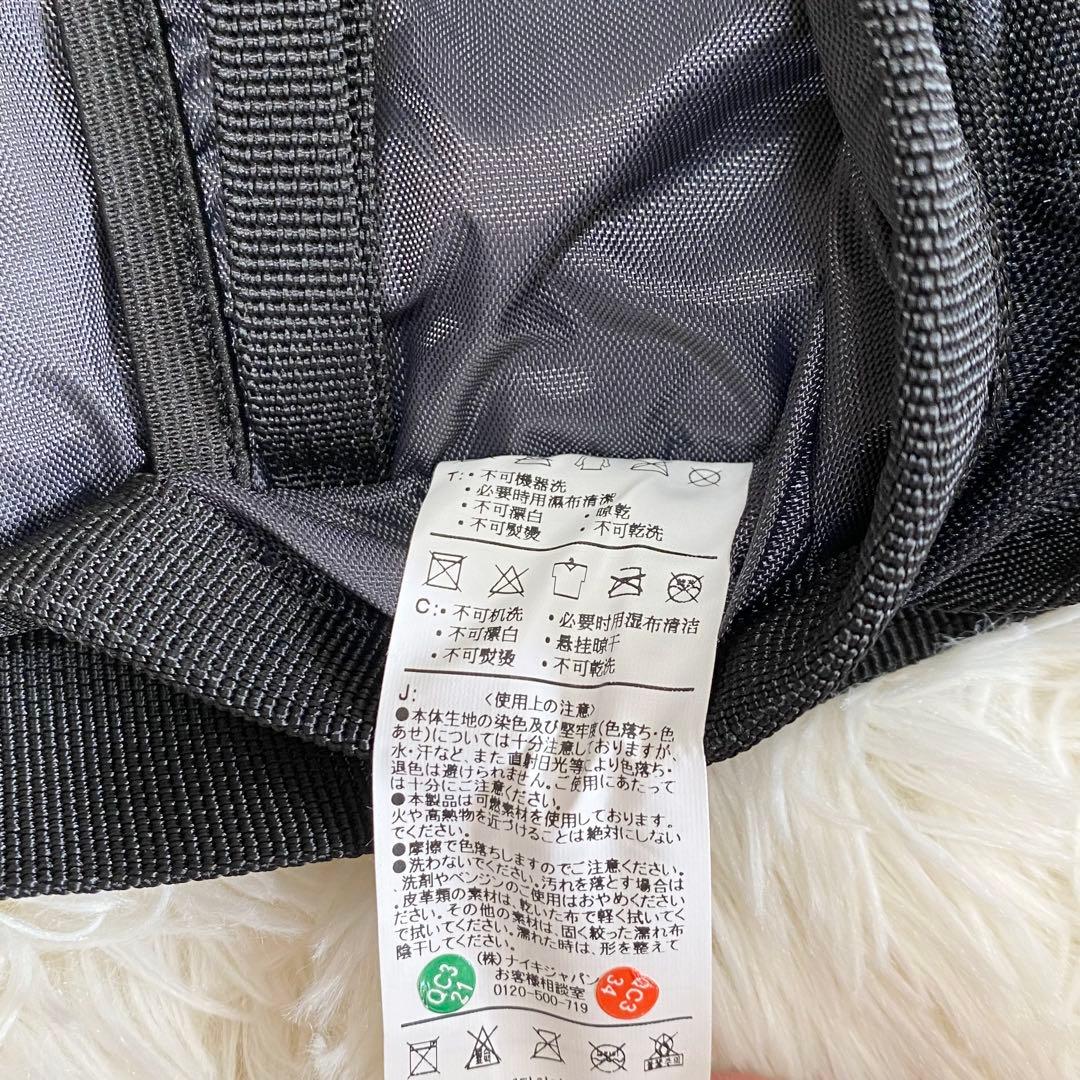 T:・不可機器洗
・必要時用濕布清潔
・不可漂白 ・晾乾
・不可熨燙 ・不可乾洗
C:・不可机洗 ・必要时用湿布清洁
・不可漂白 ・悬挂晾干
・不可熨烫 ・不可乾洗
J: 〈使用上の注意〉
●本体生地の染色及び堅牢度(色落ち・色
あせ)については十分注意しておりますが、
水・汗など、また直射日光等により色落ち・
退色は避けられません。ご使用にあたって
は十分にご注意ください。
●本製品は可燃素材を使用しております。
火や高熱物を近づけることは絶対にしない
でください。
●摩擦で色落ちしますのでご注意ください。
●洗わないでください。汚れを落とす場合は
、洗剤やベンジンのご使用はおやめくださ
い。皮革類の素材は、乾いた布で軽く拭いてく
ださい。その他の素材は、固く絞った濡れ布
で拭いてください。濡れた時は、形を整えて
陰干してください。
(株)ナイキジャパン
お客様相談室
0120-500-719
QC3
21
QC3
34